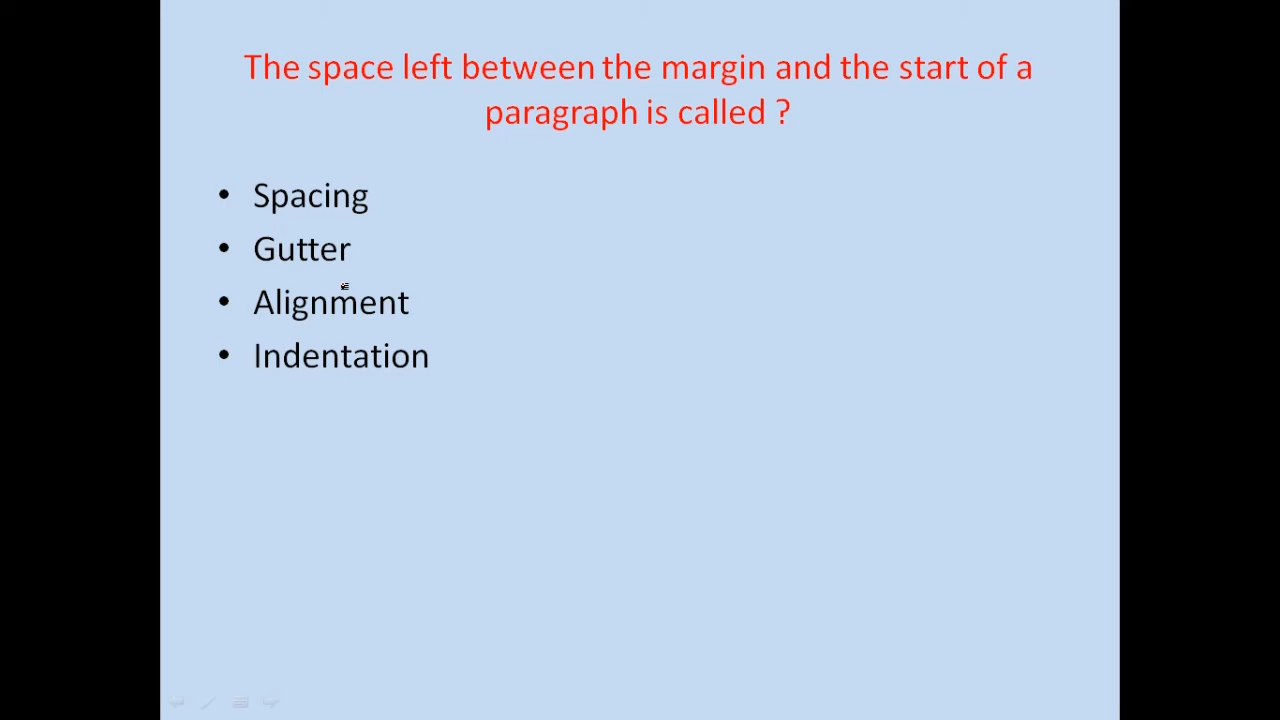 The space left between the margin and the start of a
paragraph is called ?
• Spacing
• Gutter
• Alignment
• Indentation